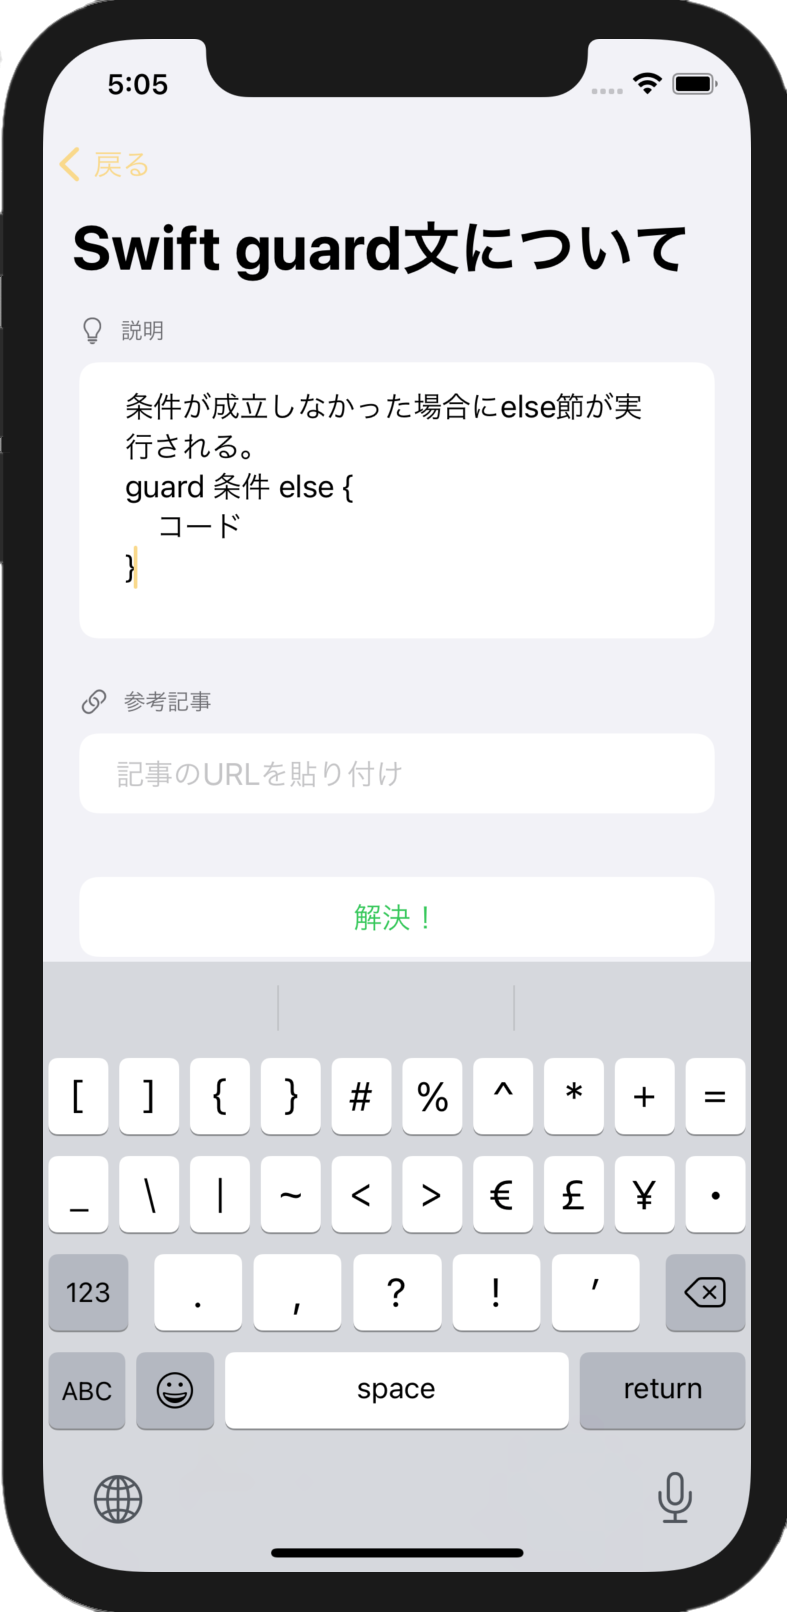 5:05
戻る
Swift guard文について
説明
条件が成立しなかった場合にelse節が実
行される。
guard 条件 else {
コード
}
参考記事
記事のURLを貼り付け
解決！
[ ] { } # % ^ * + =
_ \ | ~ < > € £ ¥ •
123 . , ? ! ′
ABC space return